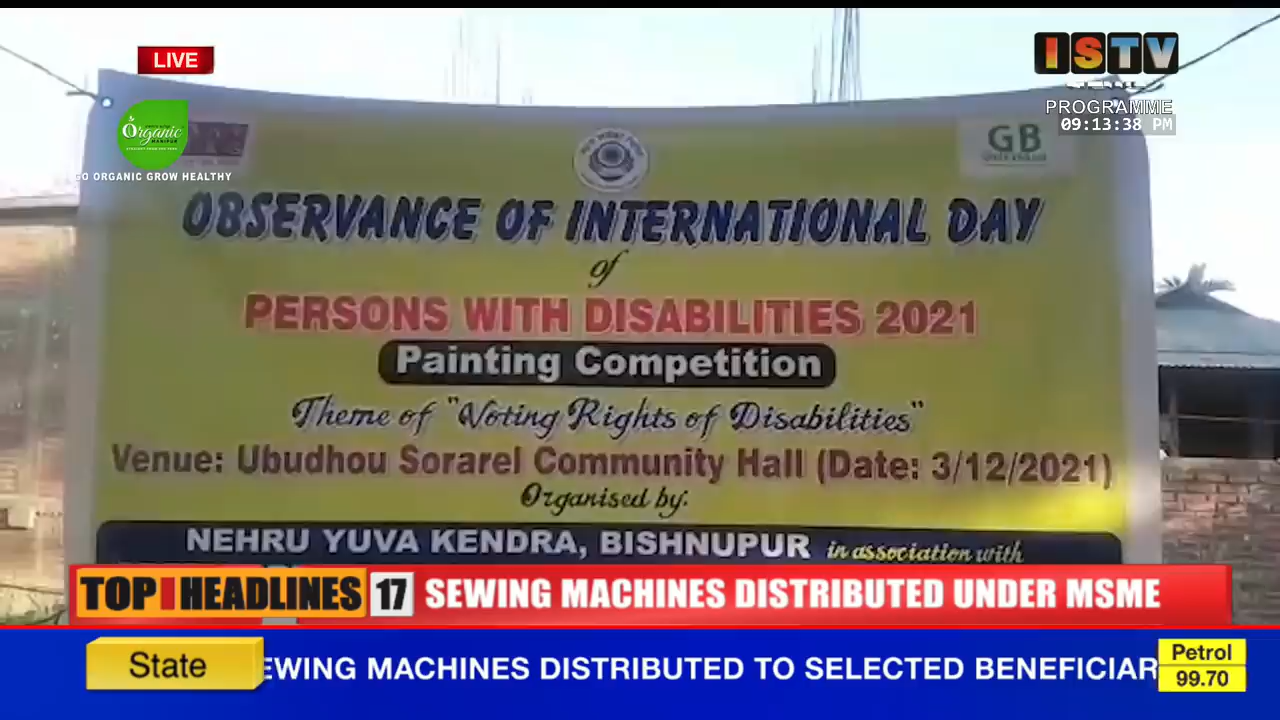 LIVE
ISTV
PROGRAMME
09:13:38 PM
Organic
GO ORGANIC GROW HEALTHY
GB
OBSERVANCE OF INTERNATIONAL DAY
of
PERSONS WITH DISABILITIES 2021
Painting Competition
Theme of "Voting Rights of Disabilities"
Venue: Ubudhou Sorarel Community Hall (Date: 3/12/2021)
Organised by:
NEHRU YUVA KENDRA, BISHNUPUR in association with
TOP HEADLINES 17 SEWING MACHINES DISTRIBUTED UNDER MSME
State EWING MACHINES DISTRIBUTED TO SELECTED BENEFICIAR
Petrol
99.70